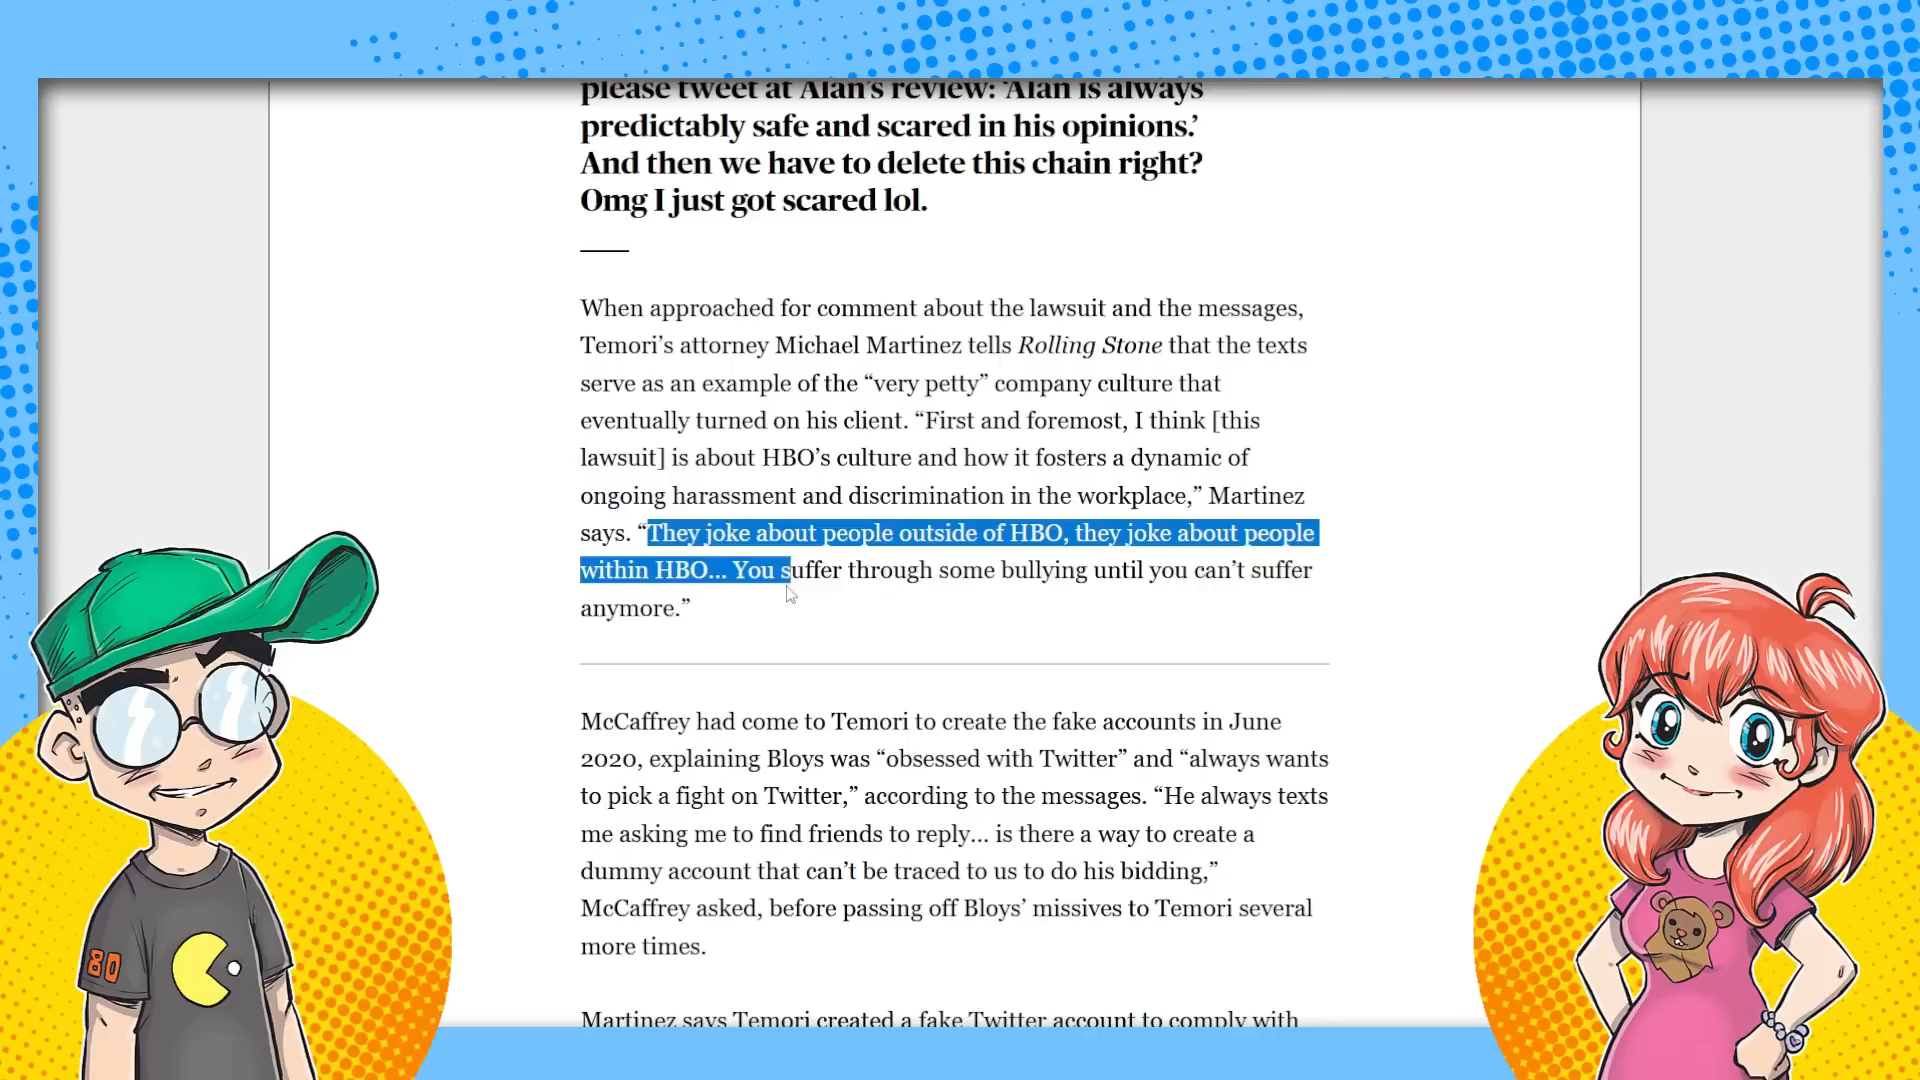 please tweet at Alan’s review: ‘Alan is always
predictably safe and scared in his opinions.’
And then we have to delete this chain right?
Omg I just got scared lol.
When approached for comment about the lawsuit and the messages,
Temori’s attorney Michael Martinez tells Rolling Stone that the texts
serve as an example of the “very petty” company culture that
eventually turned on his client. “First and foremost, I think [this
lawsuit] is about HBO’s culture and how it fosters a dynamic of
ongoing harassment and discrimination in the workplace,” Martinez
says. “They joke about people outside of HBO, they joke about people
within HBO… You suffer through some bullying until you can’t suffer
anymore.”
McCaffrey had come to Temori to create the fake accounts in June
2020, explaining Bloys was “obsessed with Twitter” and “always wants
to pick a fight on Twitter,” according to the messages. “He always texts
me asking me to find friends to reply… is there a way to create a
dummy account that can’t be traced to us to do his bidding,”
McCaffrey asked, before passing off Bloys’ missives to Temori several
more times.
Martinez says Temori created a fake Twitter account to comply with
80